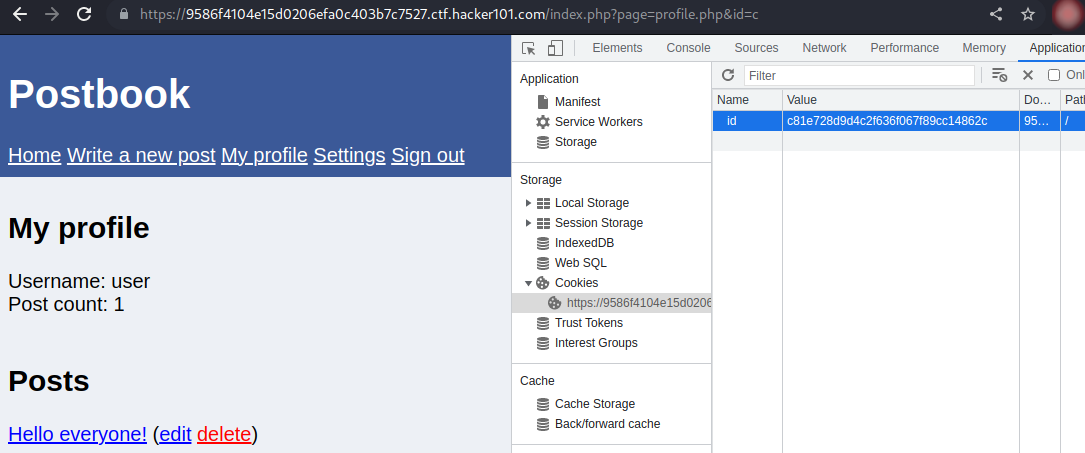 https://9586f4104e15d0206efa0c403b7c7527.ctf.hacker101.com/index.php?page=profile.php&id=c
Postbook
Home Write a new post My profile Settings Sign out
My profile
Username: user
Post count: 1
Posts
Hello everyone! (edit delete)
Elements Console Sources Network Performance Memory Application
Application
Manifest
Service Workers
Storage
Storage
Local Storage
Session Storage
IndexedDB
Web SQL
Cookies
https://9586f4104e15d0206
Trust Tokens
Interest Groups
Cache
Cache Storage
Back/forward cache
Filter
Onl
Name Value Do… Path
id c81e728d9d4c2f636f067f89cc14862c 95… /